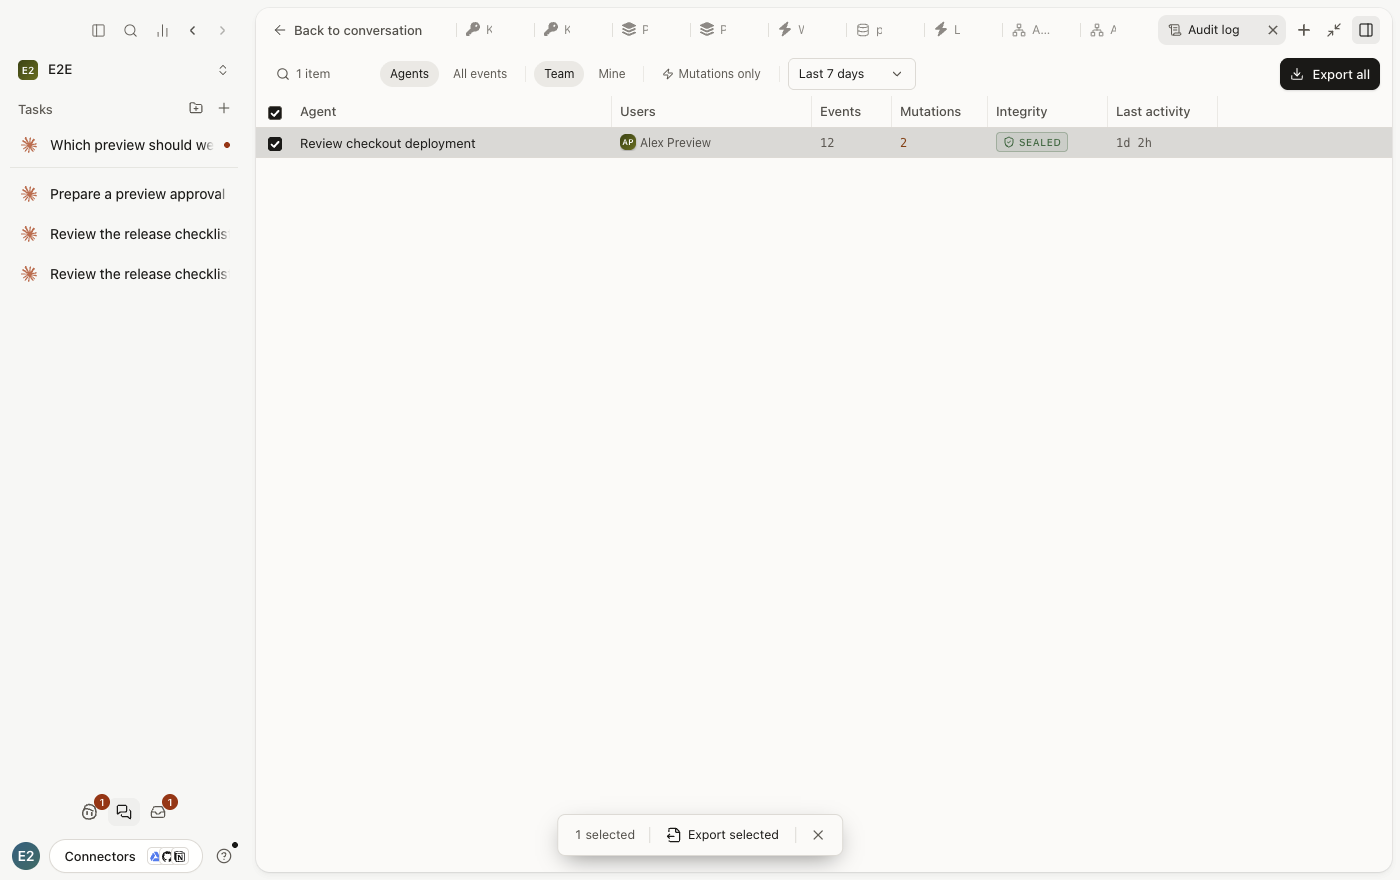 Back to conversation
K
K
L
A...
Audit log
E2
E2E
1 item
Agents
All events
Team
Mine
Mutations only
Last 7 days
Export all
Tasks
Agent
Users
Events
Mutations
Integrity
Last activity
Which preview should we
Review checkout deployment
AP
Alex Preview
12
2
SEALED
1d 2h
Prepare a preview approval
Review the release checklis
Review the release checklis
1
1
1 selected
Export selected
E2
Connectors